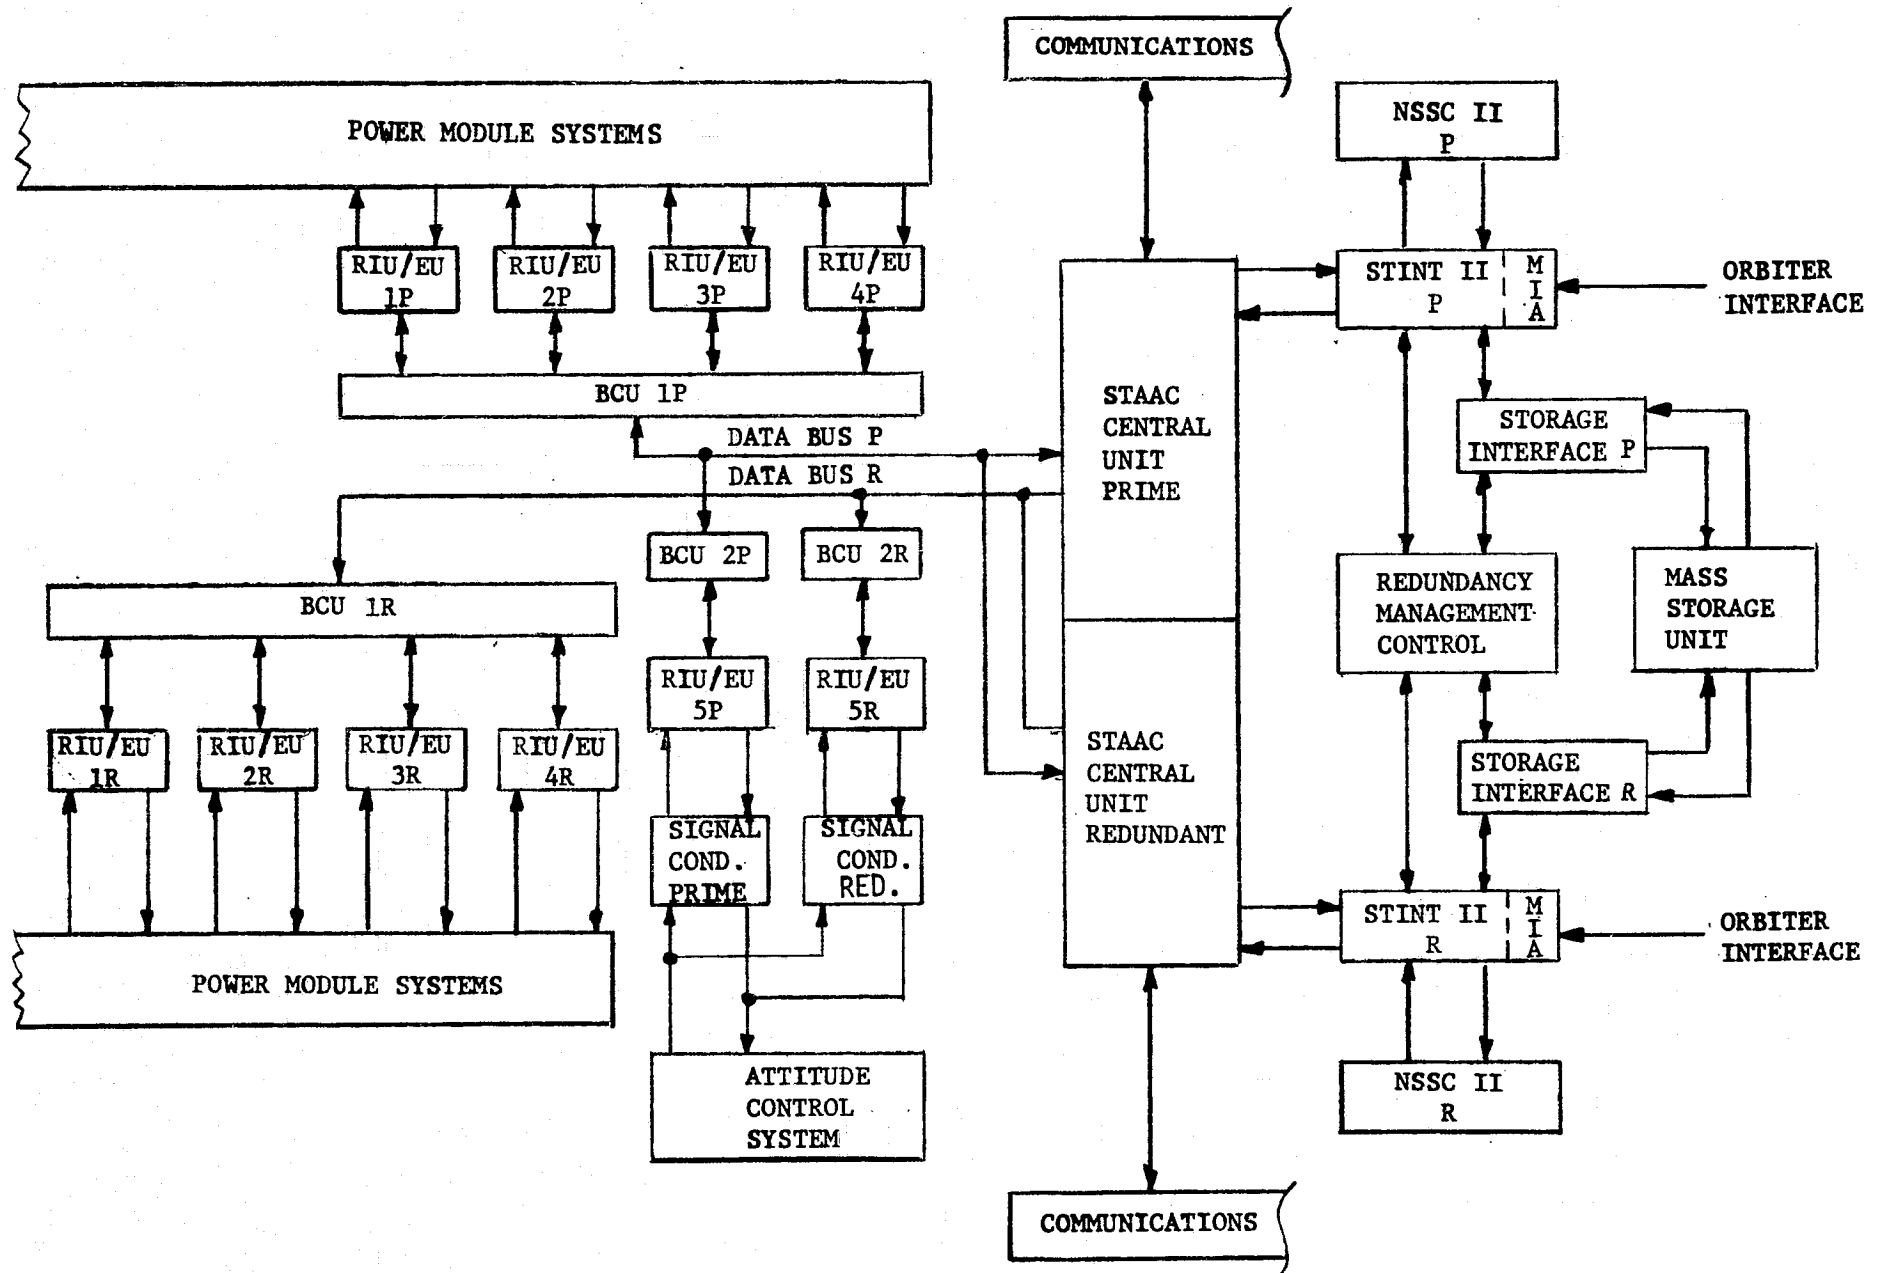 COMMUNICATIONS
POWER MODULE SYSTEMS
NSSC II
P
RIU/EU
1P
RIU/EU
2P
RIU/EU
3P
RIU/EU
4P
STINT II
P
M
I
A
ORBITER
INTERFACE
BCU 1P
DATA BUS P
DATA BUS R
STAAC
CENTRAL
UNIT
PRIME
STORAGE
INTERFACE P
BCU 2P
BCU 2R
BCU 1R
REDUNDANCY
MANAGEMENT
CONTROL
MASS
STORAGE
UNIT
RIU/EU
5P
RIU/EU
5R
RIU/EU
1R
RIU/EU
2R
RIU/EU
3R
RIU/EU
4R
STAAC
CENTRAL
UNIT
REDUNDANT
STORAGE
INTERFACE R
SIGNAL
COND.
PRIME
SIGNAL
COND.
RED.
STINT II
R
M
I
A
ORBITER
INTERFACE
POWER MODULE SYSTEMS
ATTITUDE
CONTROL
SYSTEM
NSSC II
R
COMMUNICATIONS